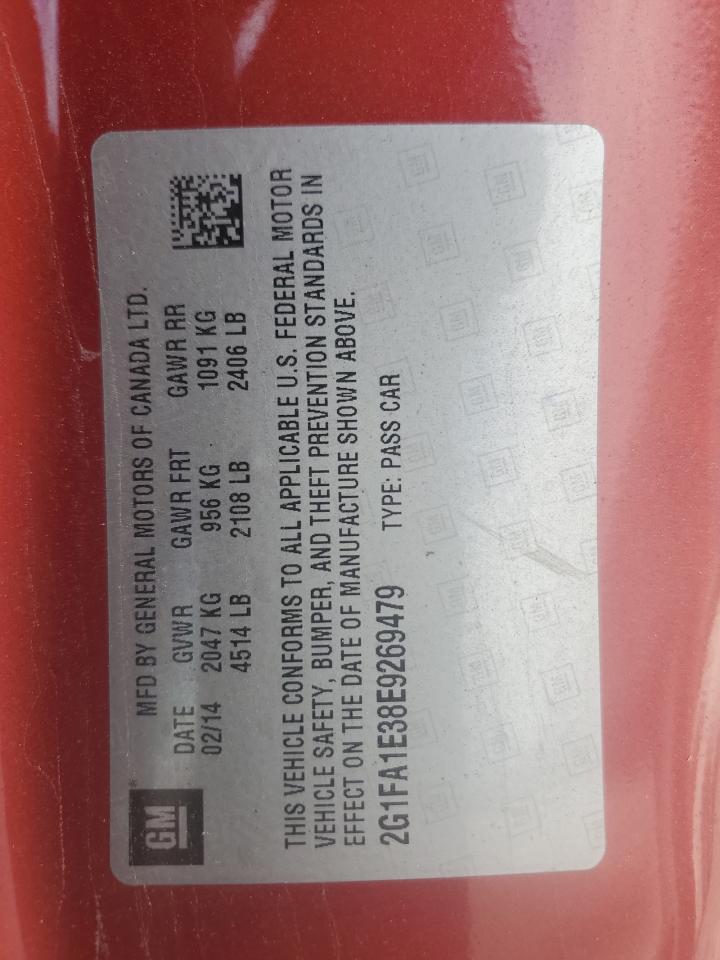 GM
MFD BY GENERAL MOTORS OF CANADA LTD.
DATE GVWR GAWR FRT GAWR RR
02/14 2047 KG 956 KG 1091 KG
4514 LB 2108 LB 2406 LB
THIS VEHICLE CONFORMS TO ALL APPLICABLE U.S. FEDERAL MOTOR
VEHICLE SAFETY, BUMPER, AND THEFT PREVENTION STANDARDS IN
EFFECT ON THE DATE OF MANUFACTURE SHOWN ABOVE.
2G1FA1E38E9269479 TYPE: PASS CAR